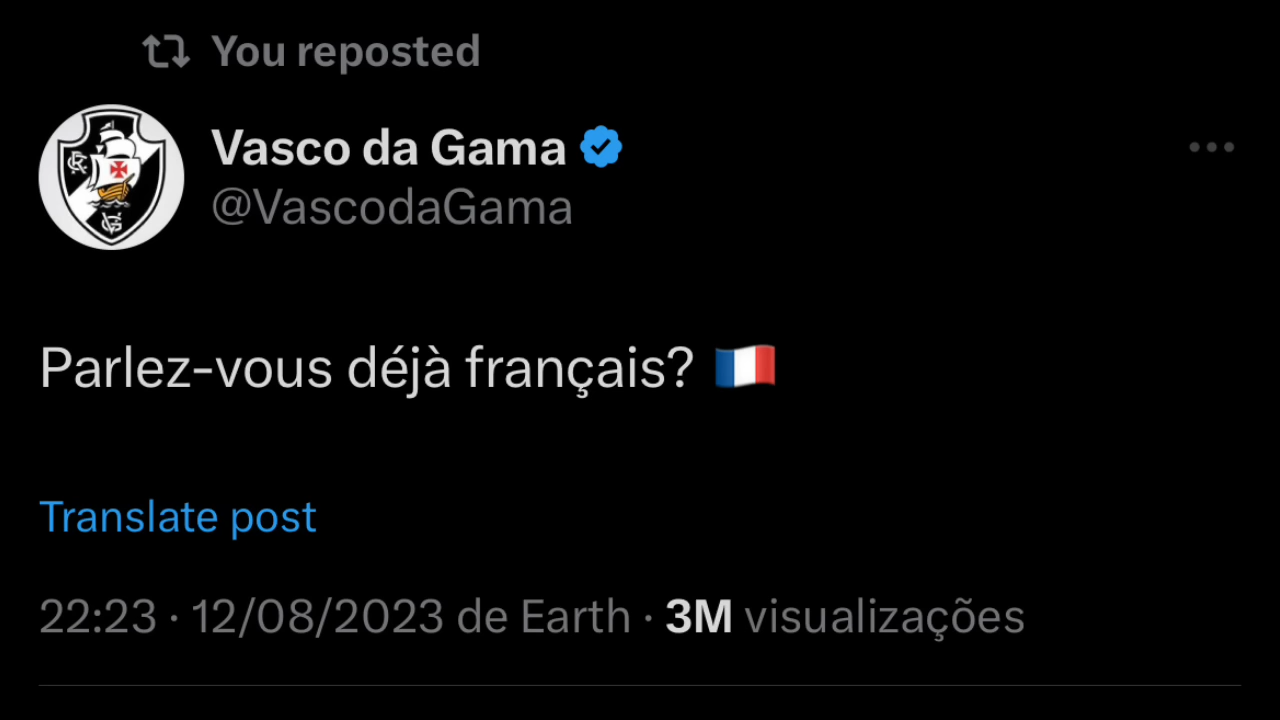 You reposted
Vasco da Gama
@VascodaGama
Parlez-vous déjà français? 🇫🇷
Translate post
22:23 · 12/08/2023 de Earth · 3M visualizações